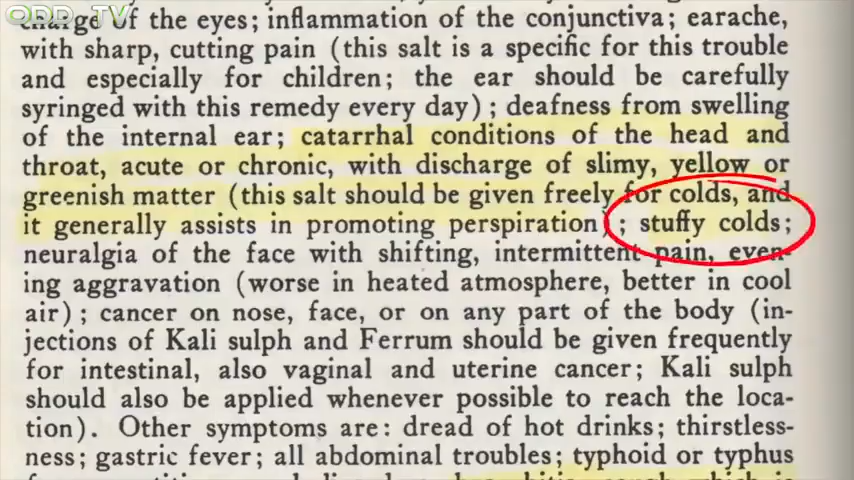 ODD TV
charge of the eyes; inflammation of the conjunctiva; earache,
with sharp, cutting pain (this salt is a specific for this trouble
and especially for children; the ear should be carefully
syringed with this remedy every day); deafness from swelling
of the internal ear; catarrhal conditions of the head and
throat, acute or chronic, with discharge of slimy, yellow or
greenish matter (this salt should be given freely for colds, and
it generally assists in promoting perspiration); stuffy colds;
neuralgia of the face with shifting, intermittent pain, even-
ing aggravation (worse in heated atmosphere, better in cool
air); cancer on nose, face, or on any part of the body (in-
jections of Kali sulph and Ferrum should be given frequently
for intestinal, also vaginal and uterine cancer; Kali sulph
should also be applied whenever possible to reach the loca-
tion). Other symptoms are: dread of hot drinks; thirstless-
ness; gastric fever; all abdominal troubles; typhoid or typhus
which is